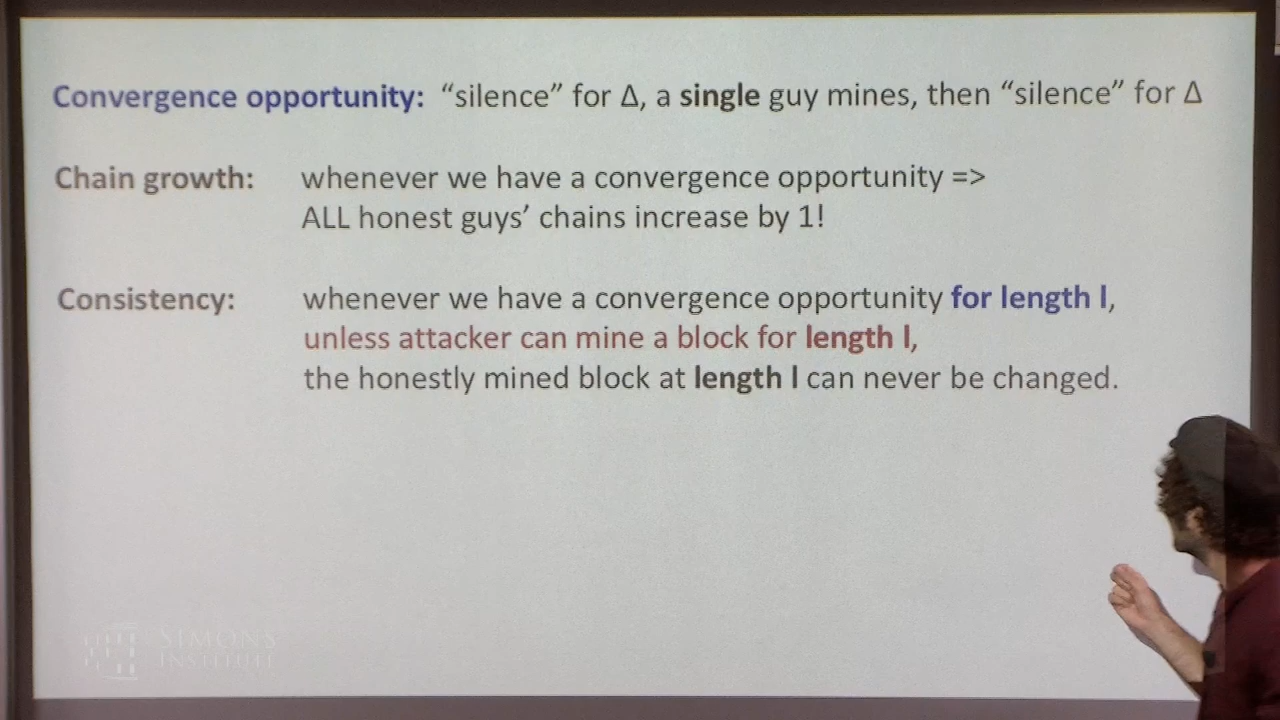 Convergence opportunity: “silence” for Δ, a single guy mines, then “silence” for Δ
Chain growth: whenever we have a convergence opportunity =>
ALL honest guys’ chains increase by 1!
Consistency: whenever we have a convergence opportunity for length l,
unless attacker can mine a block for length l,
the honestly mined block at length l can never be changed.
SIMONS
INSTITUTE